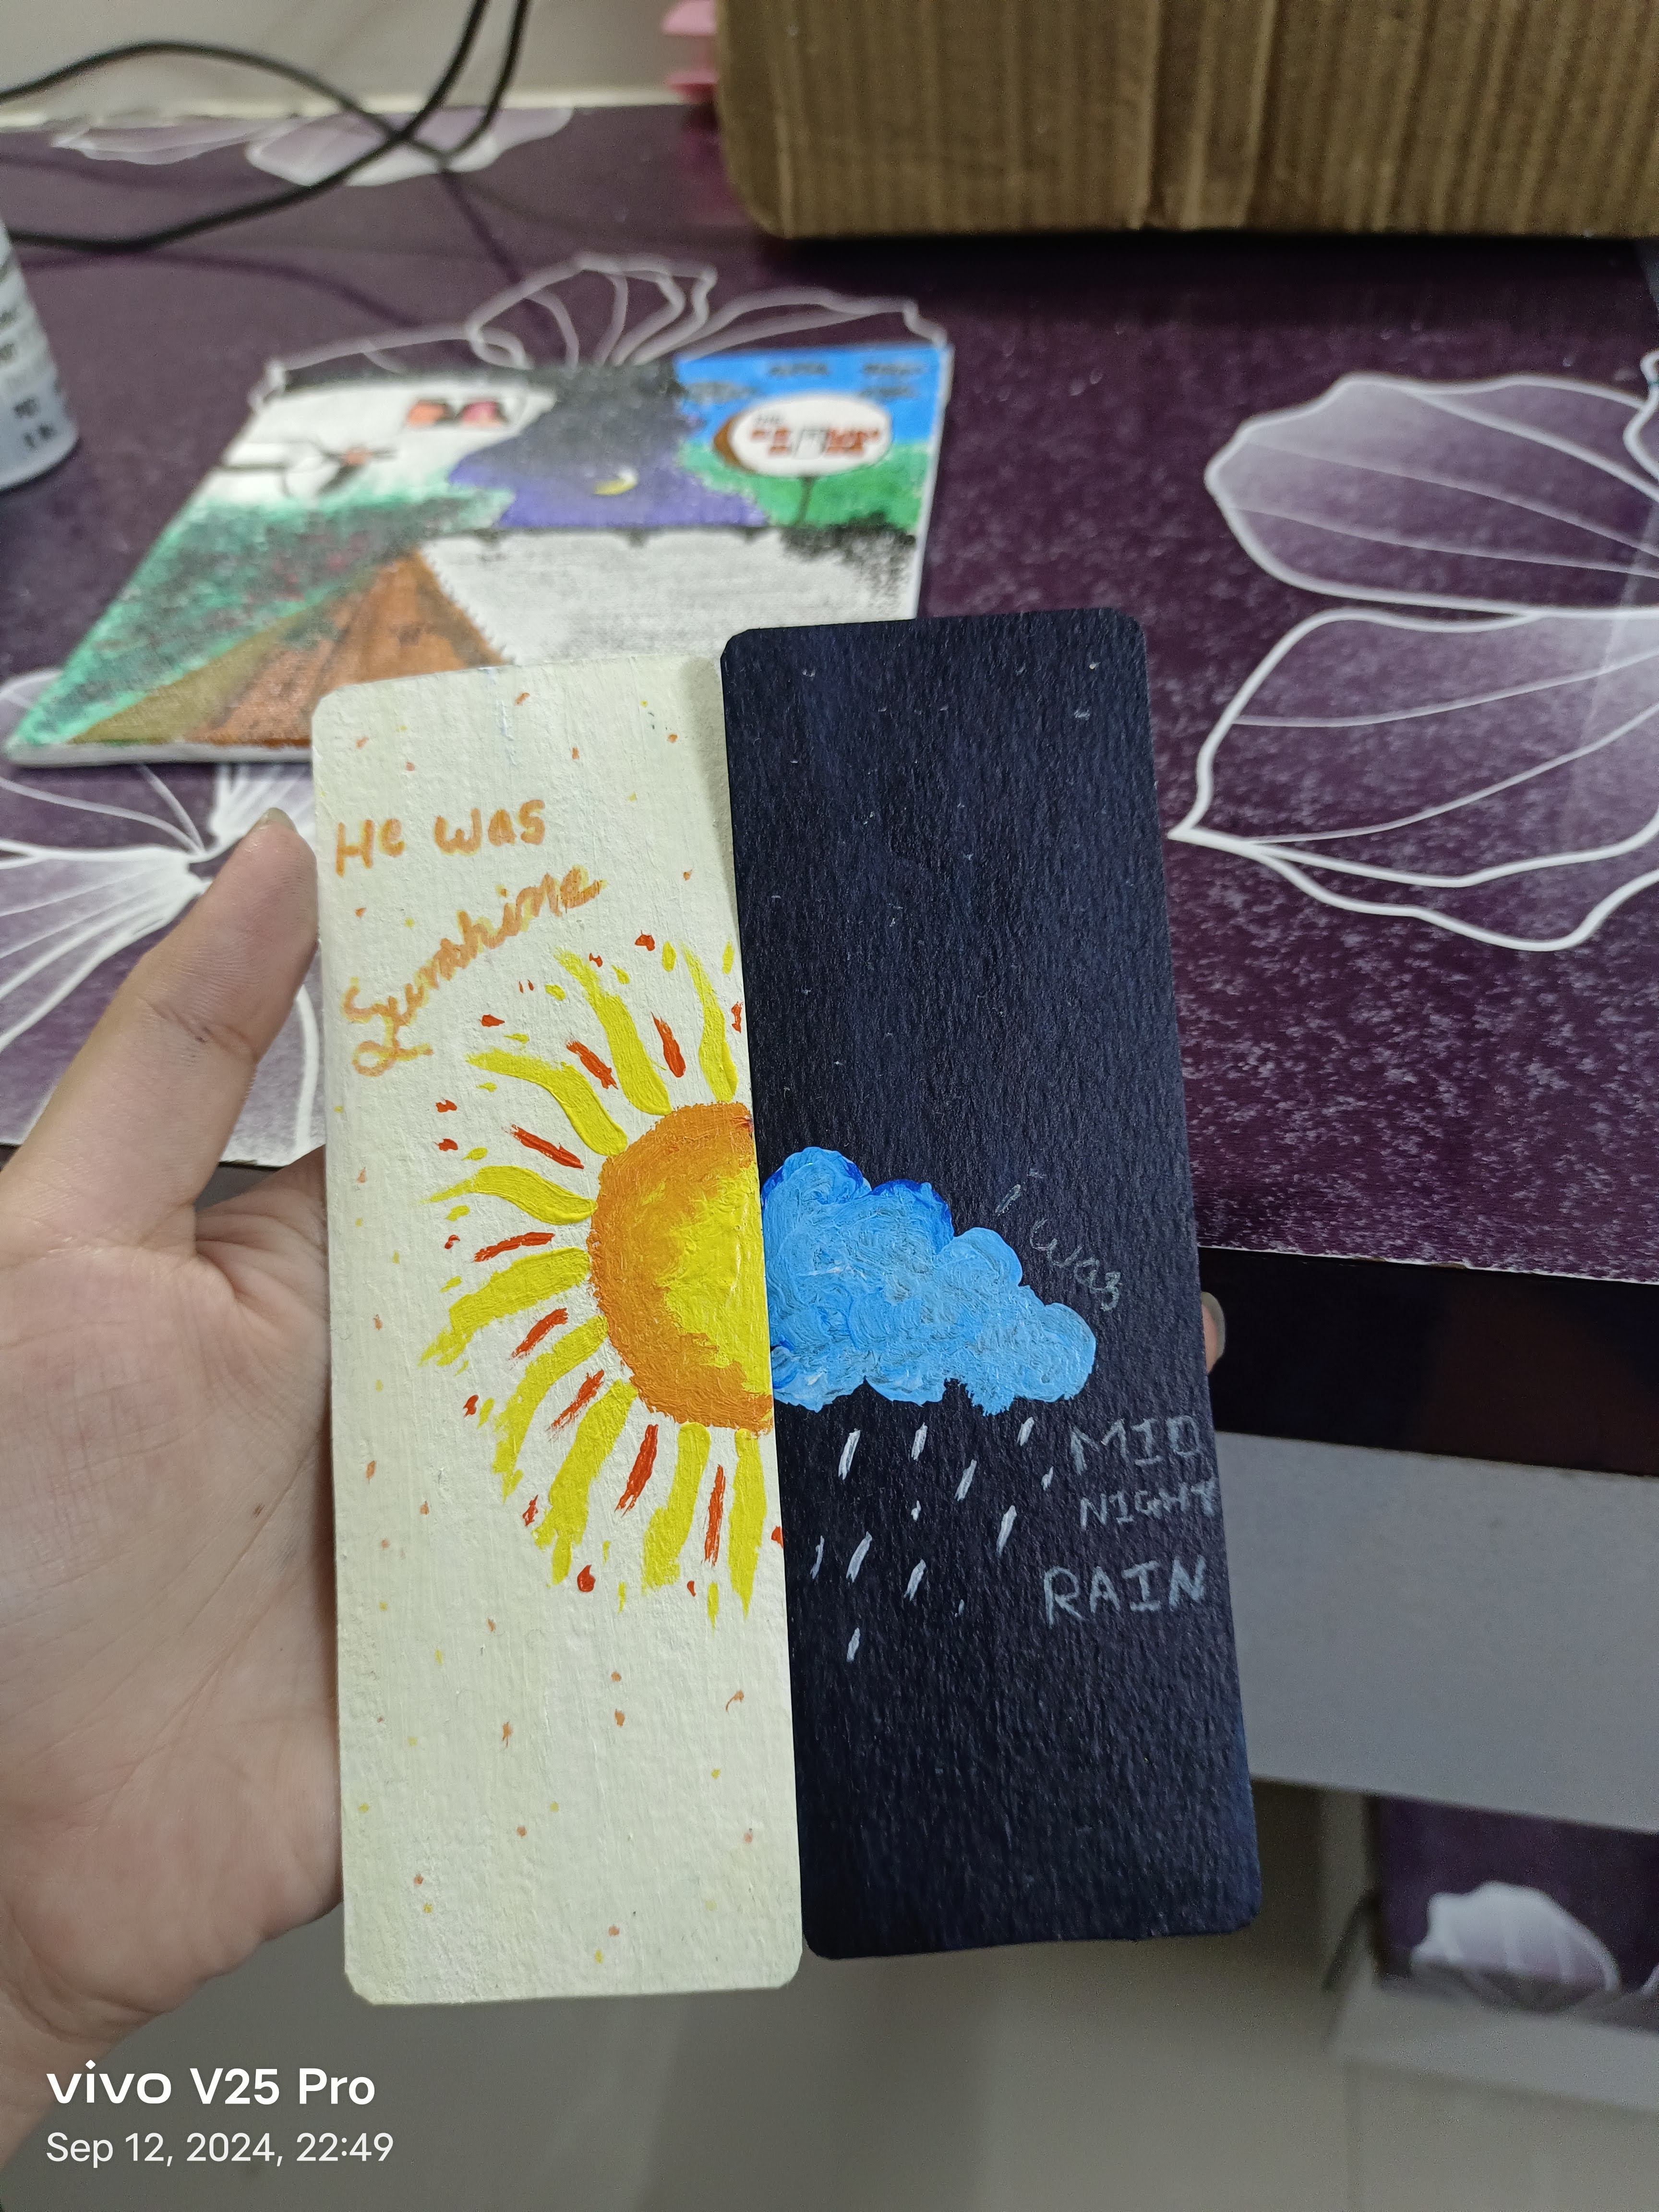 He was
Sunshine
i was
MID
NIGHT
RAIN
vivo V25 Pro
Sep 12, 2024, 22:49